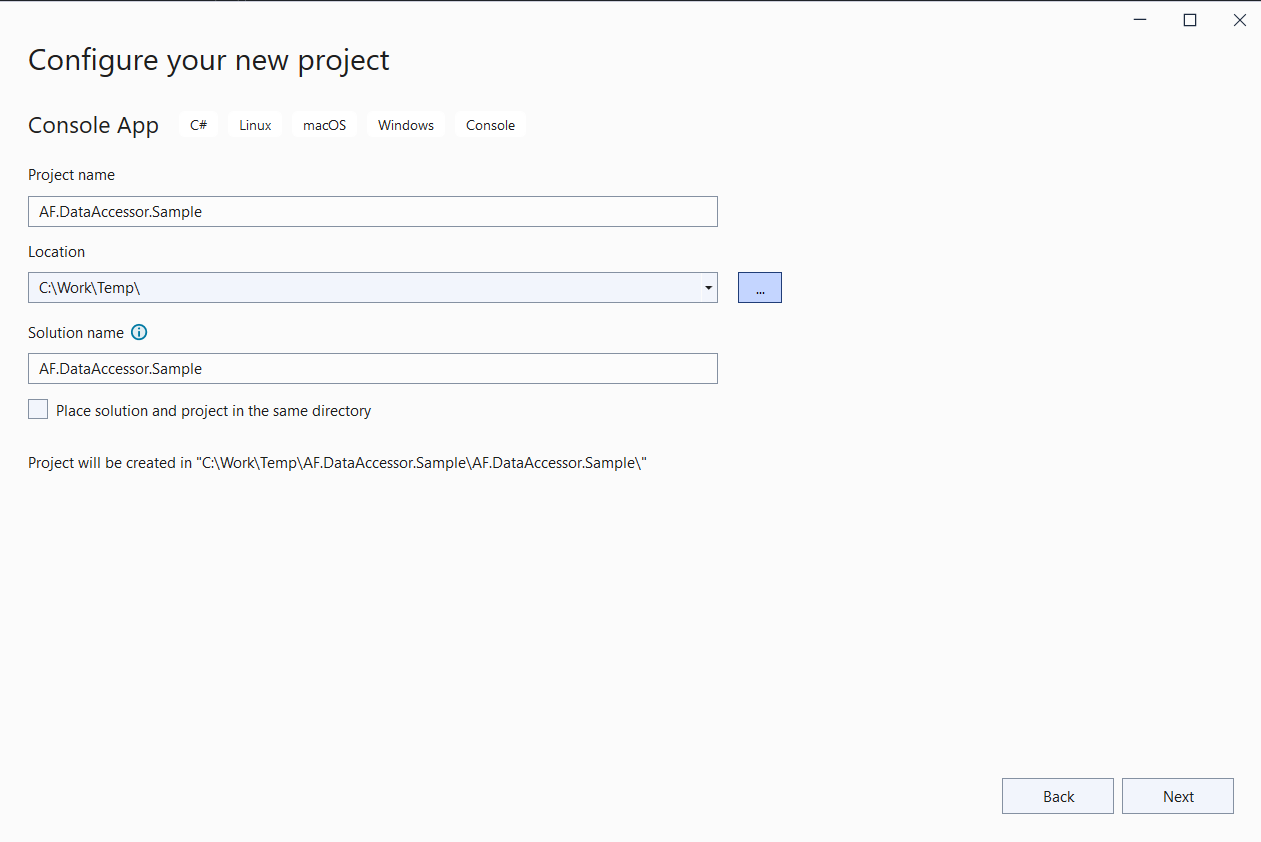 Configure your new project
Console App C# Linux macOS Windows Console
Project name
AF.DataAccessor.Sample
Location
C:\Work\Temp\
...
Solution name
AF.DataAccessor.Sample
Place solution and project in the same directory
Project will be created in "C:\Work\Temp\AF.DataAccessor.Sample\AF.DataAccessor.Sample\"
Back Next